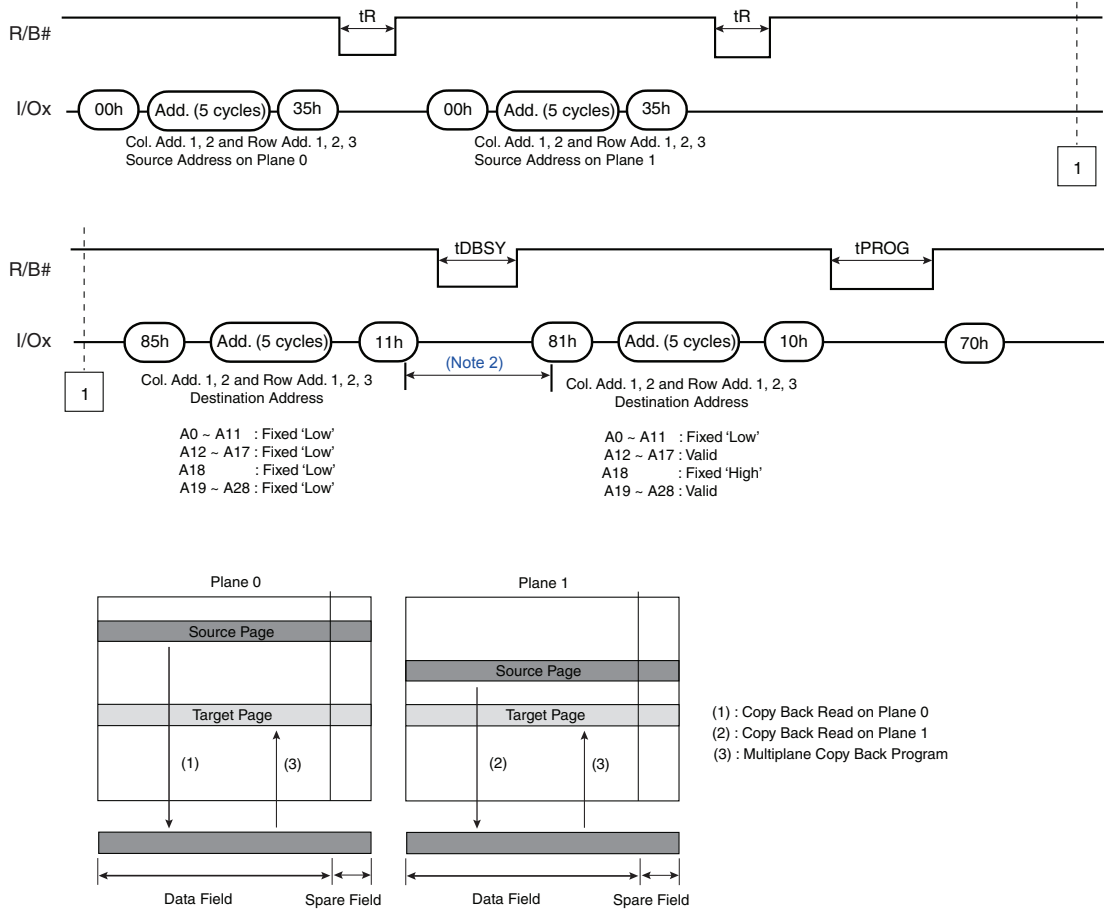 tR
tR
R/B#
I/Ox
00h
Add. (5 cycles)
35h
00h
Add. (5 cycles)
35h
Col. Add. 1, 2 and Row Add. 1, 2, 3
Source Address on Plane 0
Col. Add. 1, 2 and Row Add. 1, 2, 3
Source Address on Plane 1
1
tDBSY
tPROG
R/B#
I/Ox
85h
Add. (5 cycles)
11h
(Note 2)
81h
Add. (5 cycles)
10h
70h
1
Col. Add. 1, 2 and Row Add. 1, 2, 3
Destination Address
Col. Add. 1, 2 and Row Add. 1, 2, 3
Destination Address
A0 ~ A11 : Fixed ‘Low’
A12 ~ A17 : Fixed ‘Low’
A18 : Fixed ‘Low’
A19 ~ A28 : Fixed ‘Low’
A0 ~ A11 : Fixed ‘Low’
A12 ~ A17 : Valid
A18 : Fixed ‘High’
A19 ~ A28 : Valid
Plane 0
Source Page
Target Page
(1)
(3)
Data Field
Spare Field
Plane 1
Source Page
Target Page
(2)
(3)
Data Field
Spare Field
(1) : Copy Back Read on Plane 0
(2) : Copy Back Read on Plane 1
(3) : Multiplane Copy Back Program